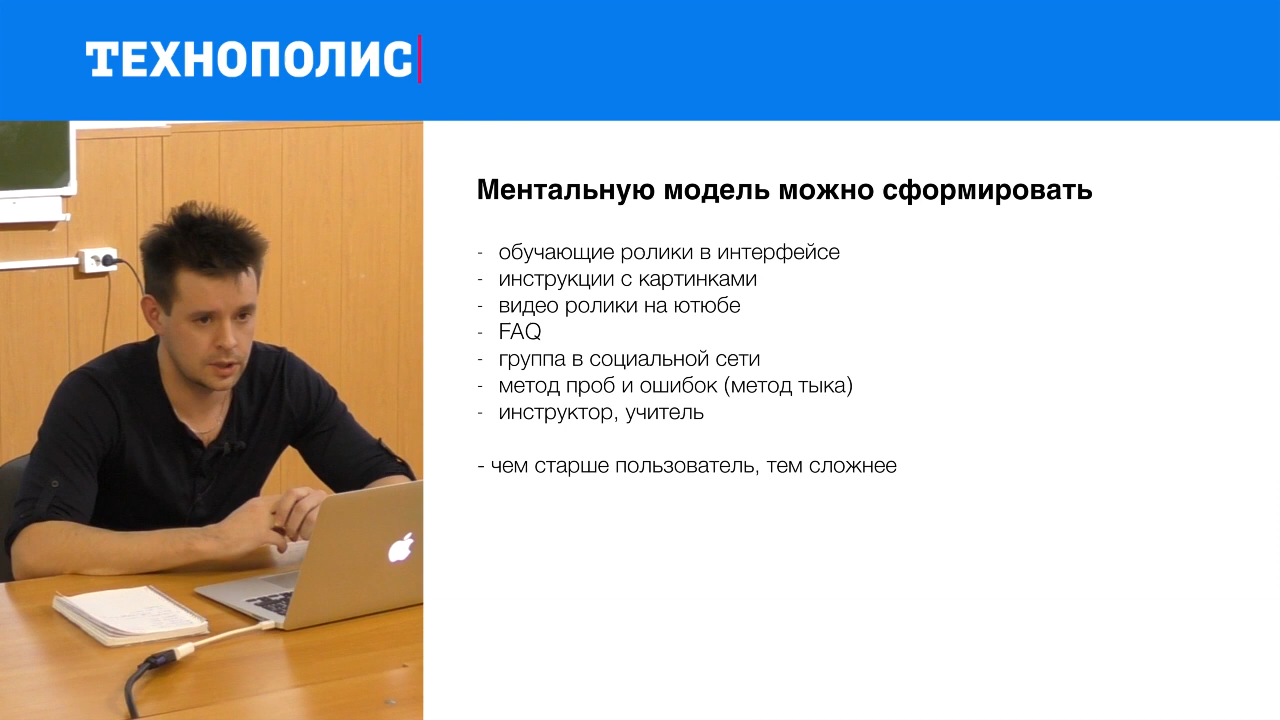 ТЕХНОПОЛИС
Ментальную модель можно сформировать
- обучающие ролики в интерфейсе
- инструкции с картинками
- видео ролики на ютюбе
- FAQ
- группа в социальной сети
- метод проб и ошибок (метод тыка)
- инструктор, учитель
- чем старше пользователь, тем сложнее